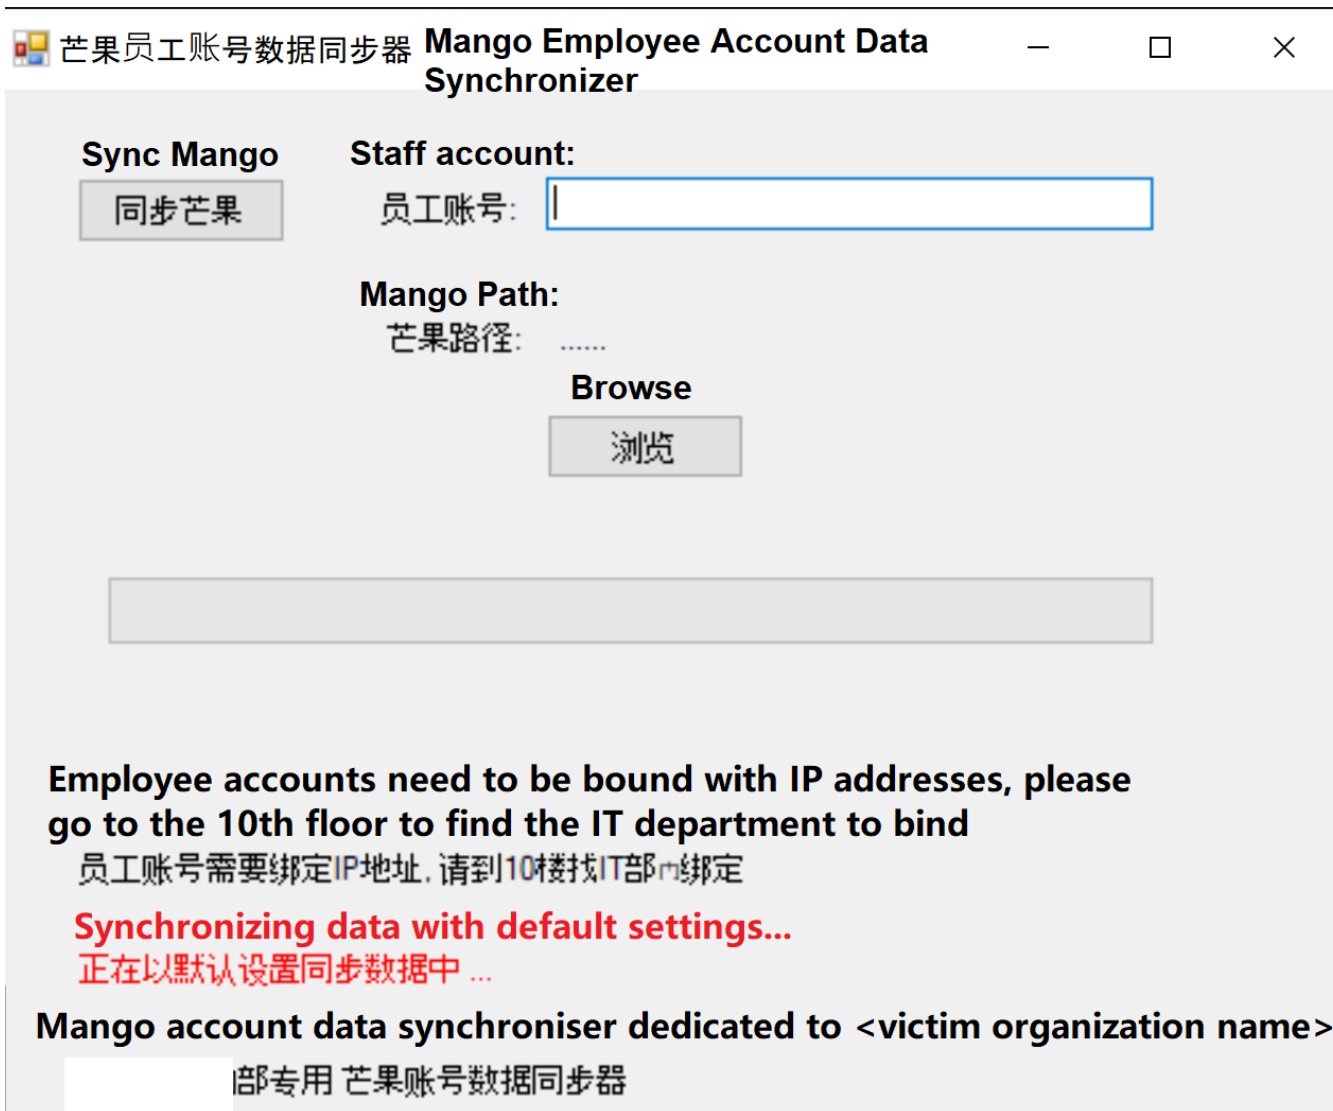 芒果员工账号数据同步器
Mango Employee Account Data
Synchronizer
Sync Mango
Staff account:
同步芒果
员工账号:
Mango Path:
芒果路径: ......
Browse
浏览
Employee accounts need to be bound with IP addresses, please
go to the 10th floor to find the IT department to bind
员工账号需要绑定IP地址,请到10楼找IT部门绑定
Synchronizing data with default settings...
正在以默认设置同步数据中 ...
Mango account data synchroniser dedicated to <victim organization name>
部专用 芒果账号数据同步器